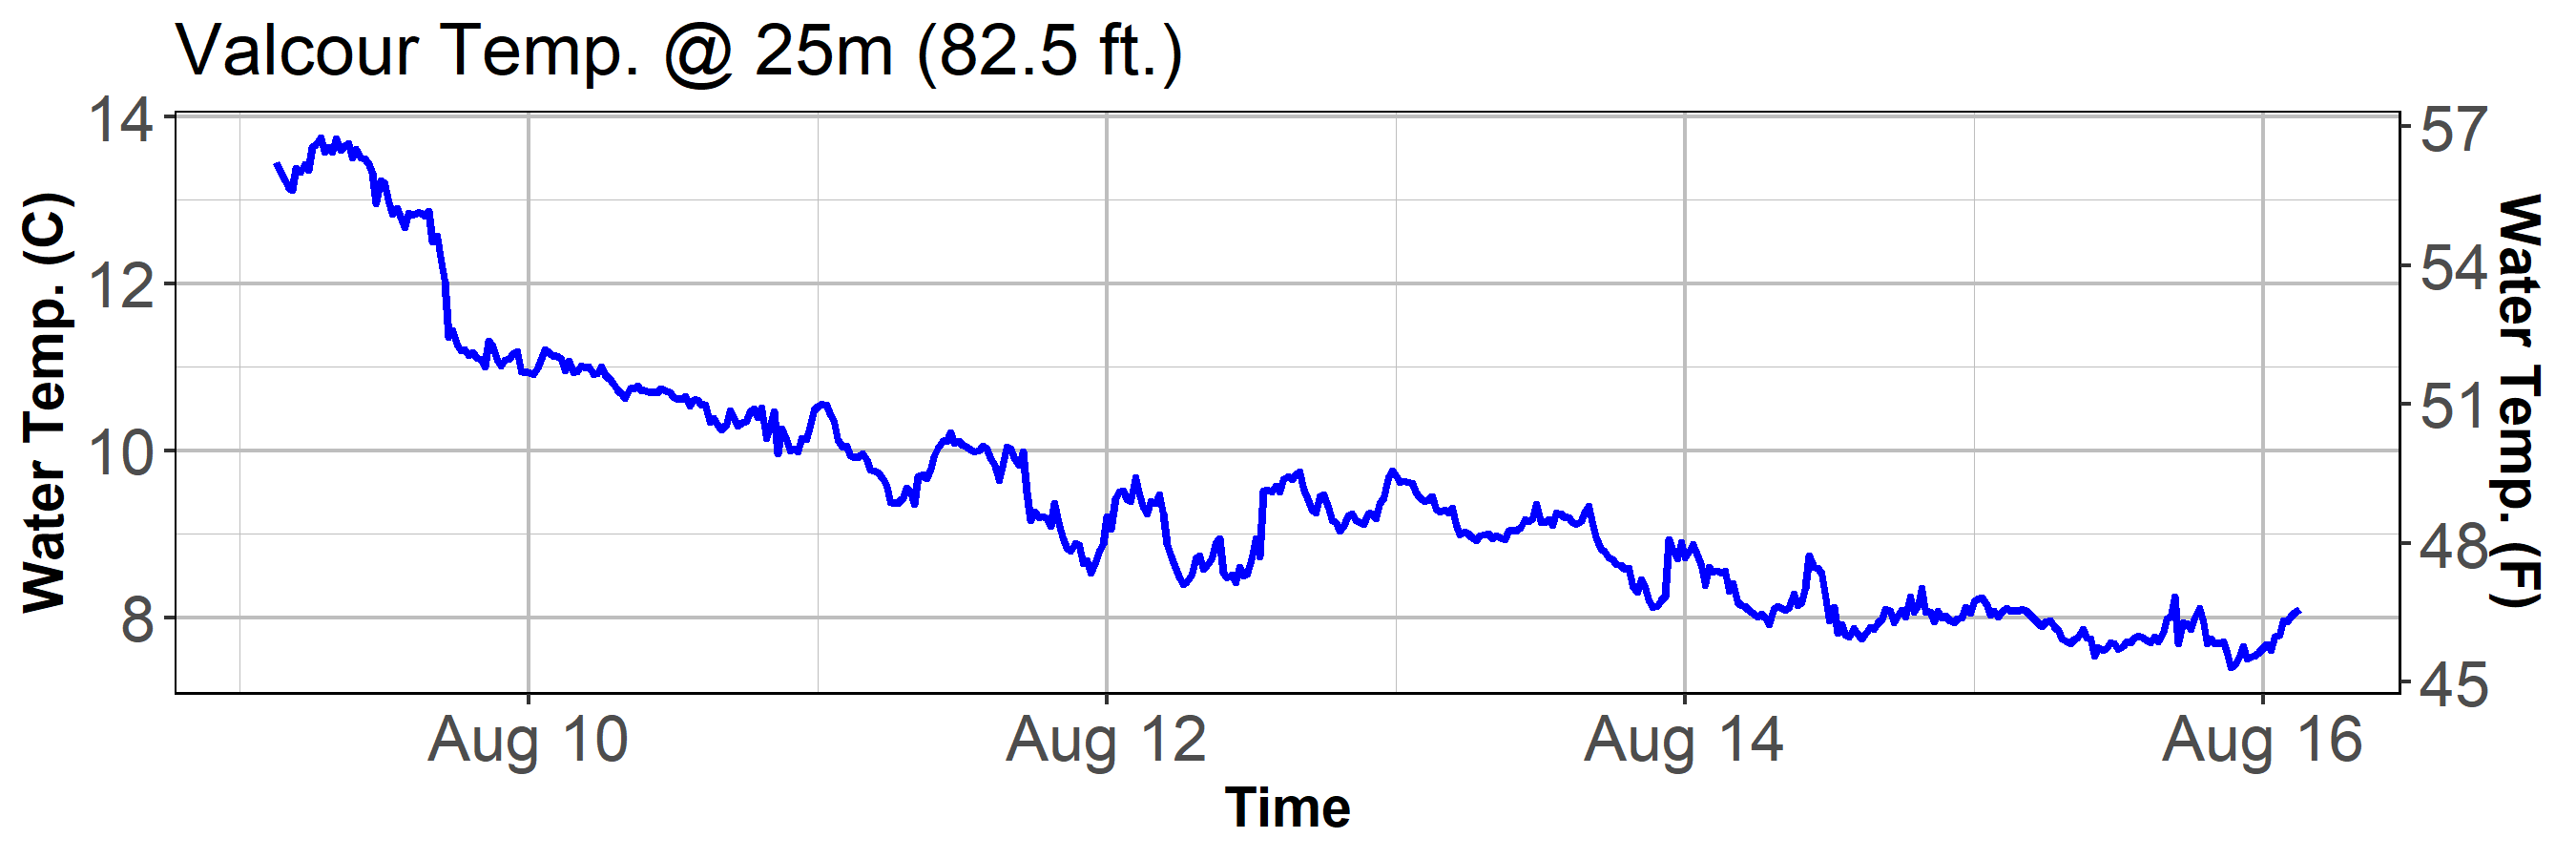 Valcour Temp. @ 25m (82.5 ft.)
Water Temp. (C)
14
12
10
8
57
54
51
48
45
Water Temp. (F)
Aug 10 Aug 12 Aug 14 Aug 16
Time